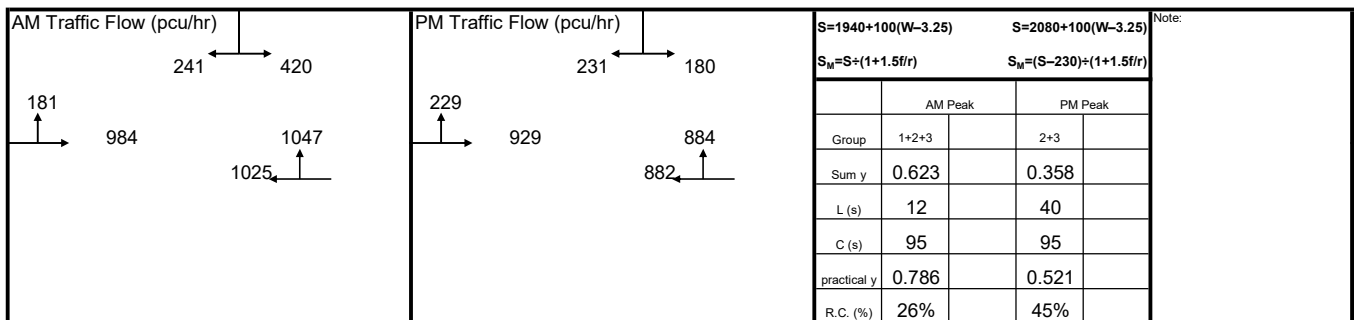 AM Traffic Flow (pcu/hr)
241 420
181
984 1047
1025
PM Traffic Flow (pcu/hr)
231 180
229
929 884
882
S=1940+100(W–3.25) S=2080+100(W–3.25)
S_M=S÷(1+1.5f/r) S_M=(S–230)÷(1+1.5f/r)
AM Peak PM Peak
Group 1+2+3 2+3
Sum y 0.623 0.358
L (s) 12 40
C (s) 95 95
practical y 0.786 0.521
R.C. (%) 26% 45%
Note: